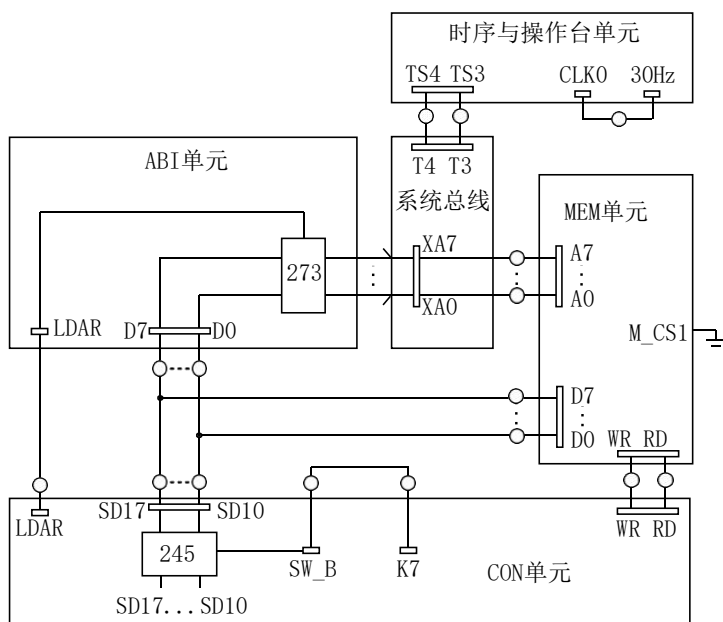 时序与操作台单元
TS4 TS3
CLK0 30Hz
T4 T3
系统总线
ABI单元
MEM单元
273
XA7
XA0
A7
A0
LDAR
D7
D0
M_CS1
D7
D0
WR RD
SD17
SD10
LDAR
WR RD
245
SW_B
K7
CON单元
SD17...SD10